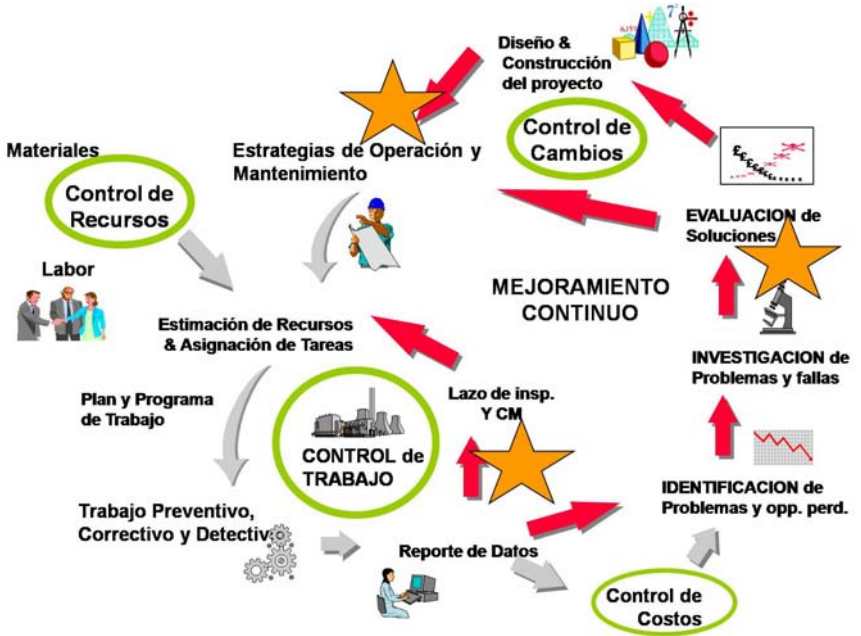 Diseño &
Construcción
del proyecto
Control de
Cambios
Estrategias de Operación y
Mantenimiento
Materiales
Control de
Recursos
Labor
EVALUACION de
Soluciones
MEJORAMIENTO
CONTINUO
Estimación de Recursos
& Asignación de Tareas
INVESTIGACION de
Problemas y fallas
Plan y Programa
de Trabajo
Lazo de insp.
Y CM
CONTROL de
TRABAJO
IDENTIFICACION de
Problemas y opp. perd.
Trabajo Preventivo,
Correctivo y Detectiv
Reporte de Datos
Control de
Costos